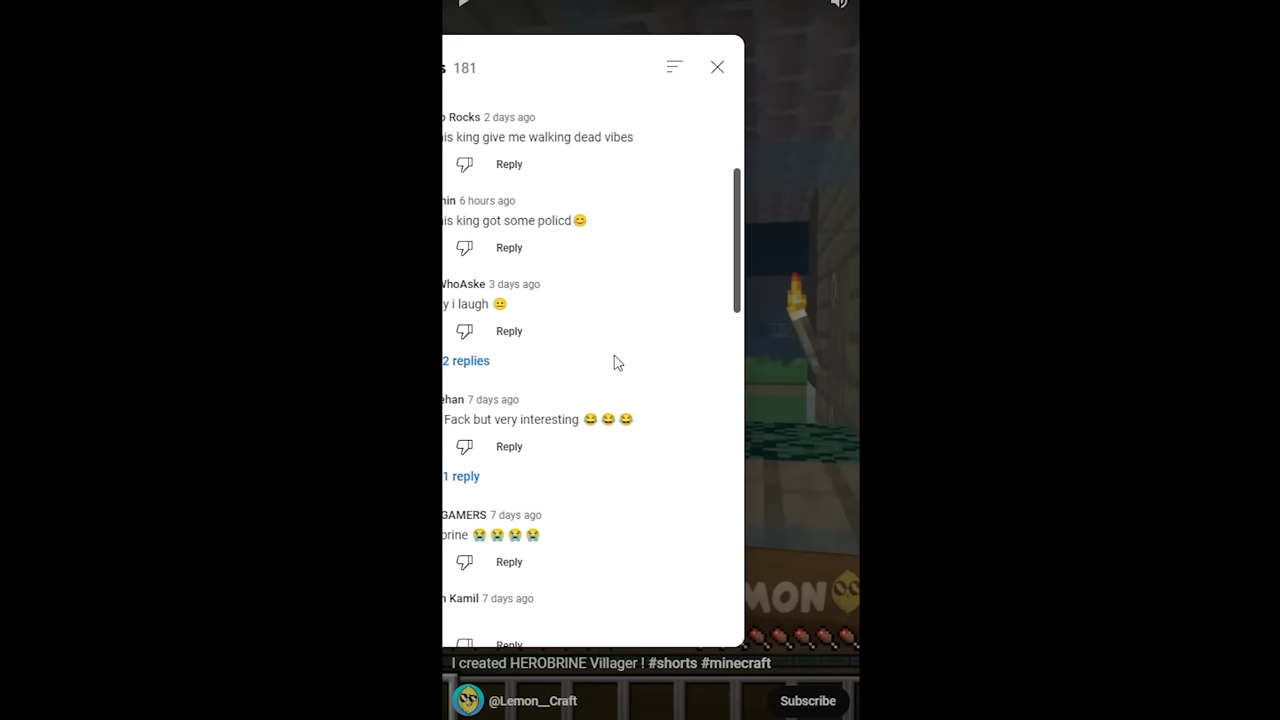 s 181
Rocks 2 days ago
is king give me walking dead vibes
Reply
6 hours ago
is king got some policd😊
Reply
WhoAske 3 days ago
y i laugh 😐
Reply
2 replies
ehan 7 days ago
Fack but very interesting 😂 😂 😂
Reply
1 reply
GAMERS 7 days ago
brine 😭 😭 😭 😭
Reply
Kamil 7 days ago
Reply
MON
I created HEROBRINE Villager ! #shorts #minecraft
@Lemon__Craft
Subscribe